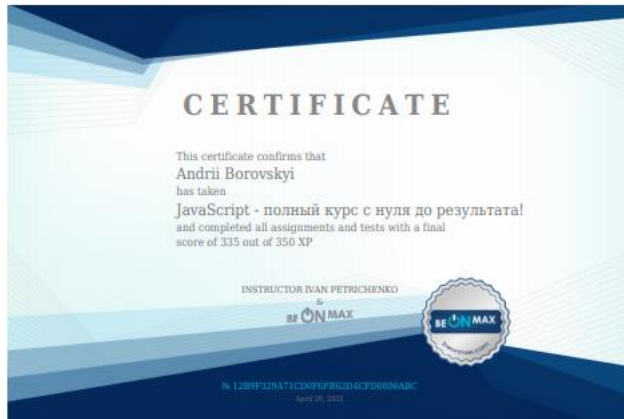 CERTIFICATE
This certificate confirms that
Andrii Borovskyi
has taken
JavaScript - полный курс с нуля до результата!
and completed all assignments and tests with a final
score of 335 out of 350 XP
INSTRUCTOR IVAN PETRICHENKO
&
BE ON MAX
BE ON MAX
№
April